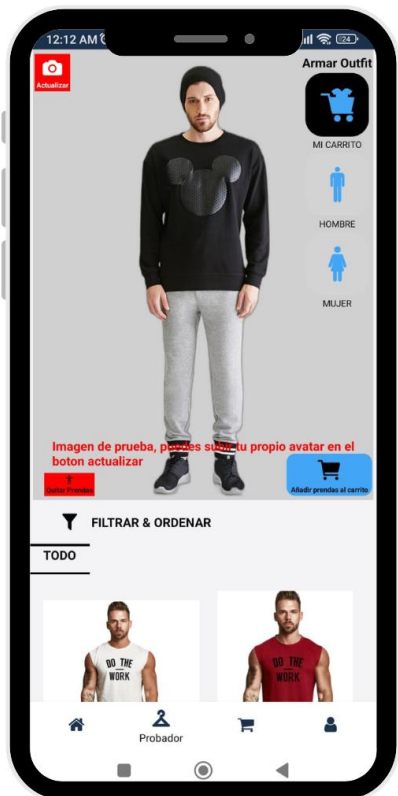 12:12 AM
24
Actualizar
Armar Outfit
MI CARRITO
HOMBRE
MUJER
Imagen de prueba, puedes subir tu propio avatar en el
boton actualizar
Quitar Prendas
Añadir prendas al carrito
FILTRAR & ORDENAR
TODO
DO THE
WORK
DO THE
WORK
Probador